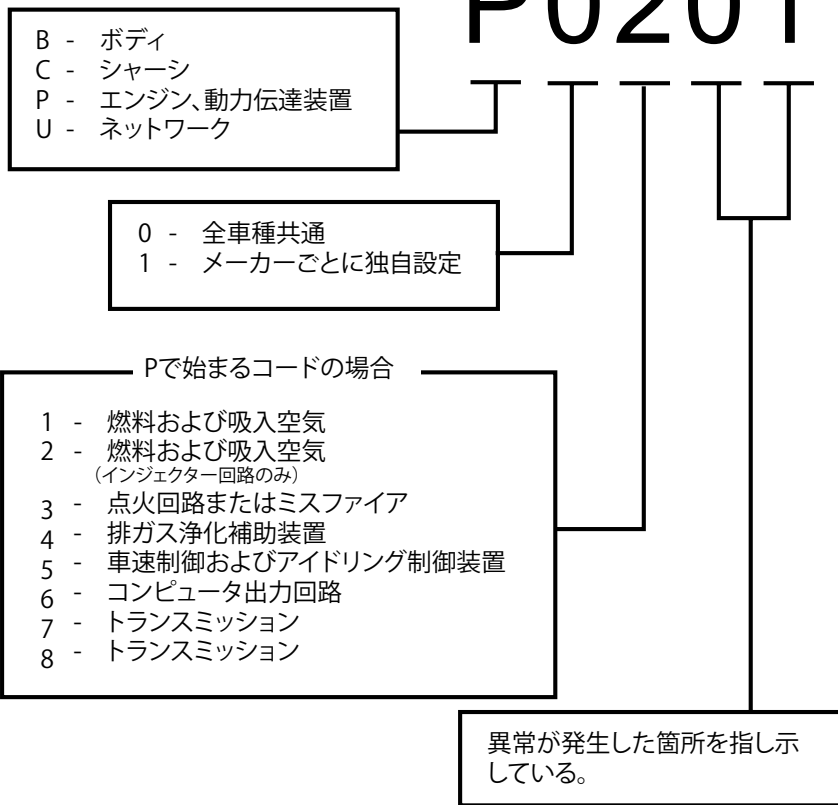 P0201
B - ボディ
C - シャーシ
P - エンジン、動力伝達装置
U - ネットワーク
0 - 全車種共通
1 - メーカーごとに独自設定
Pで始まるコードの場合
1 - 燃料および吸入空気
2 - 燃料および吸入空気
（インジェクター回路のみ）
3 - 点火回路またはミスファイア
4 - 排ガス浄化補助装置
5 - 車速制御およびアイドリング制御装置
6 - コンピュータ出力回路
7 - トランスミッション
8 - トランスミッション
異常が発生した箇所を指し示
している。